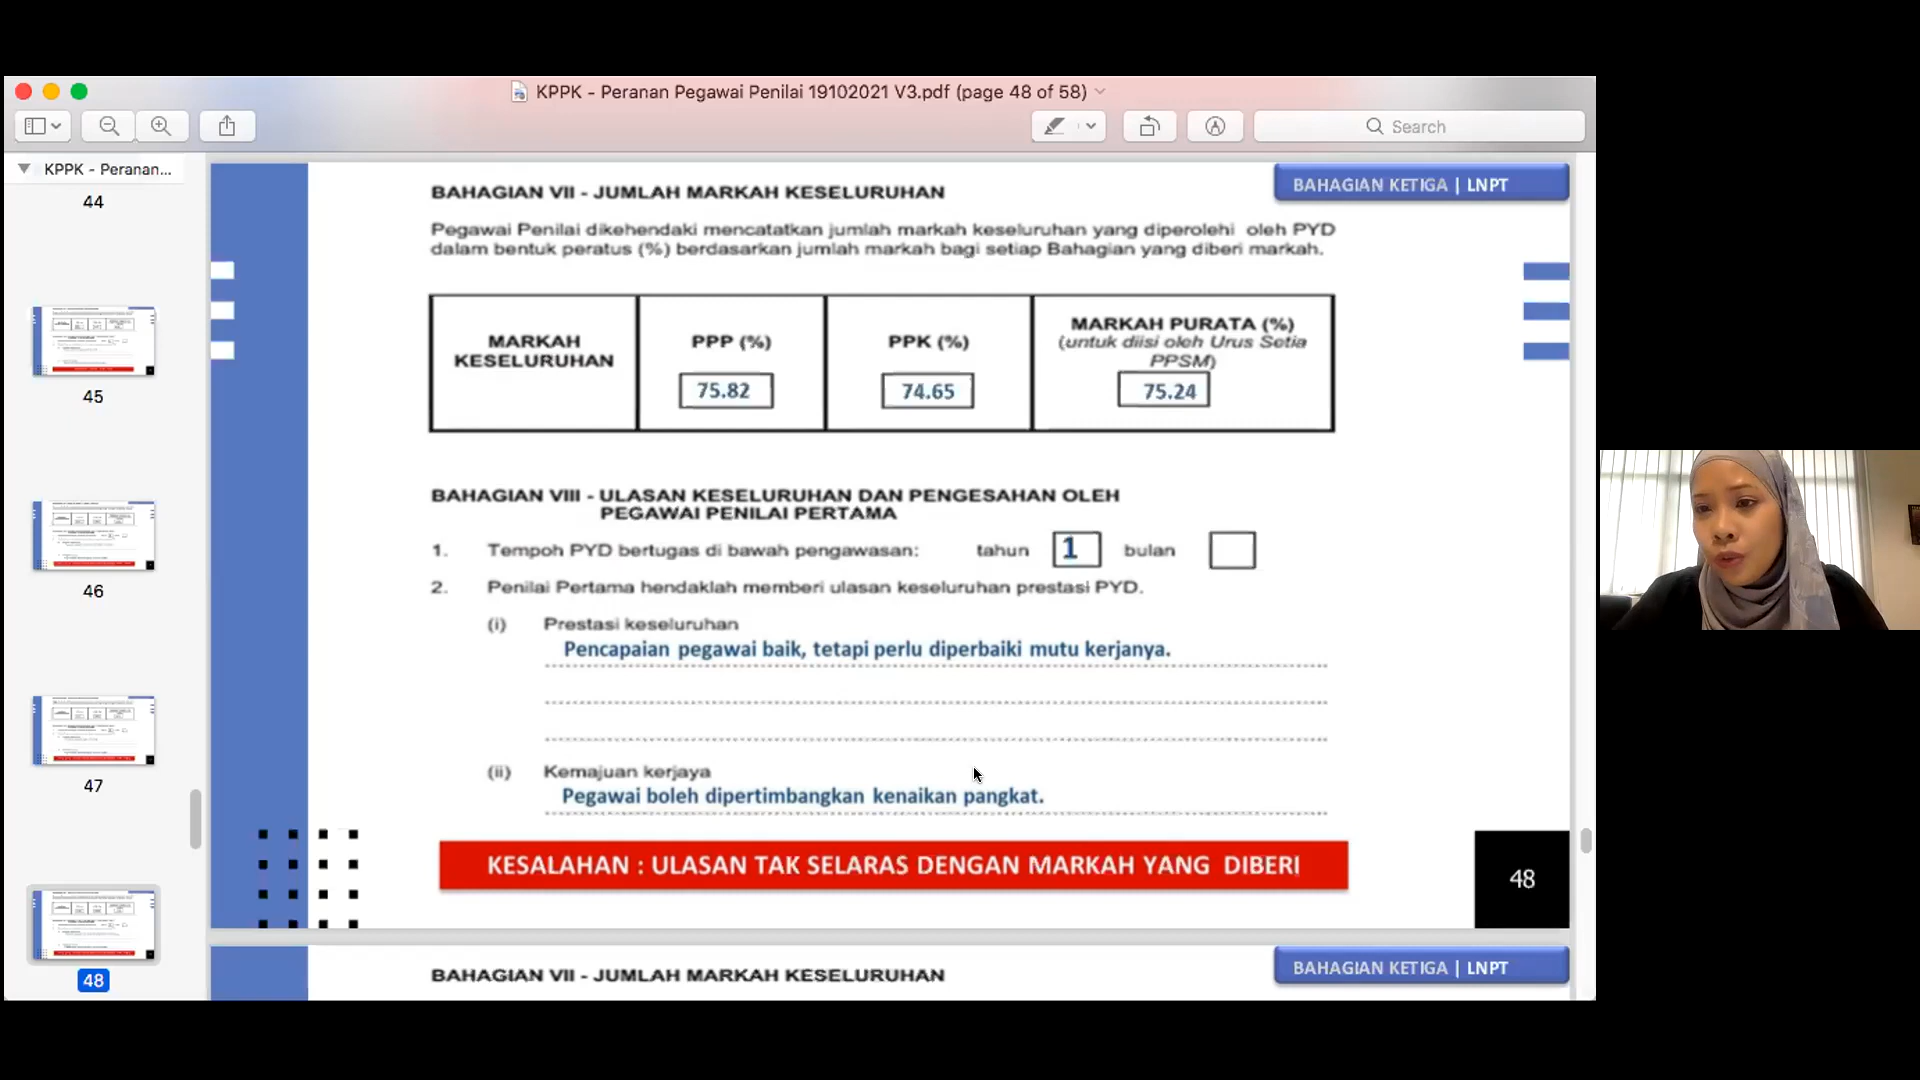 KPPK - Peranan Pegawai Penilai 19102021 V3.pdf (page 48 of 58)
Search
KPPK - Peranan...
44
45
46
47
48
BAHAGIAN KETIGA | LNPT
BAHAGIAN VII - JUMLAH MARKAH KESELURUHAN
Pegawai Penilai dikehendaki mencatatkan jumlah markah keseluruhan yang diperolehi oleh PYD
dalam bentuk peratus (%) berdasarkan jumlah markah bagi setiap Bahagian yang diberi markah.
MARKAH
KESELURUHAN
PPP (%)
75.82
PPK (%)
74.65
MARKAH PURATA (%)
(untuk diisi oleh Urus Setia
PPSM)
75.24
BAHAGIAN VIII - ULASAN KESELURUHAN DAN PENGESAHAN OLEH
PEGAWAI PENILAI PERTAMA
1. Tempoh PYD bertugas di bawah pengawasan: tahun 1 bulan
2. Penilai Pertama hendaklah memberi ulasan keseluruhan prestasi PYD.
(i) Prestasi keseluruhan
Pencapaian pegawai baik, tetapi perlu diperbaiki mutu kerjanya.
(ii) Kemajuan kerjaya
Pegawai boleh dipertimbangkan kenaikan pangkat.
KESALAHAN : ULASAN TAK SELARAS DENGAN MARKAH YANG DIBERI
48
BAHAGIAN VII - JUMLAH MARKAH KESELURUHAN
BAHAGIAN KETIGA | LNPT